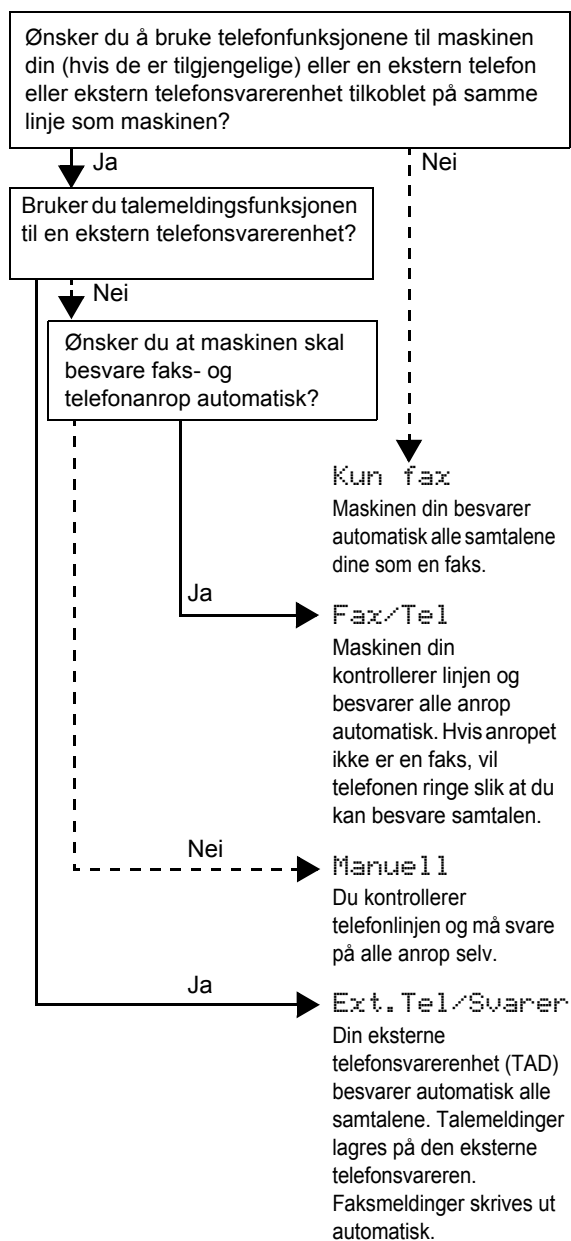 Ønsker du å bruke telefonfunksjonene til maskinen
din (hvis de er tilgjengelige) eller en ekstern telefon
eller ekstern telefonsvarerenhet tilkoblet på samme
linje som maskinen?
Ja
Nei
Bruker du talemeldingsfunksjonen
til en ekstern telefonsvarerenhet?
Nei
Ønsker du at maskinen skal
besvare faks- og
telefonanrop automatisk?
Kun fax
Maskinen din besvarer
automatisk alle samtalene
dine som en faks.
Ja
Fax/Tel
Maskinen din
kontrollerer linjen og
besvarer alle anrop
automatisk. Hvis anropet
ikke er en faks, vil
telefonen ringe slik at du
kan besvare samtalen.
Nei
Manuell
Du kontrollerer
telefonlinjen og må svare
på alle anrop selv.
Ja
Ext.Tel/Svarer
Din eksterne
telefonsvarerenhet (TAD)
besvarer automatisk alle
samtalene. Talemeldinger
lagres på den eksterne
telefonsvareren.
Faksmeldinger skrives ut
automatisk.